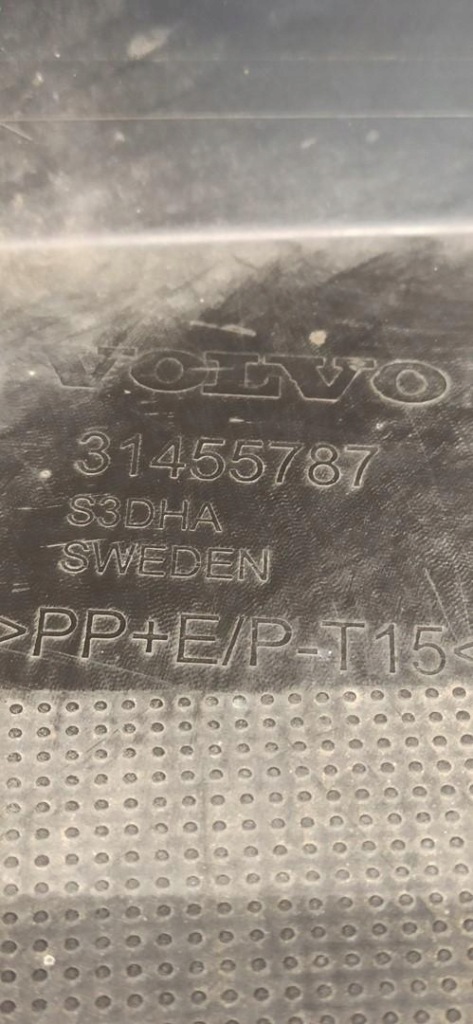 VOLVO
31455787
S3DHA
SWEDEN
>PP+E/P-T15<